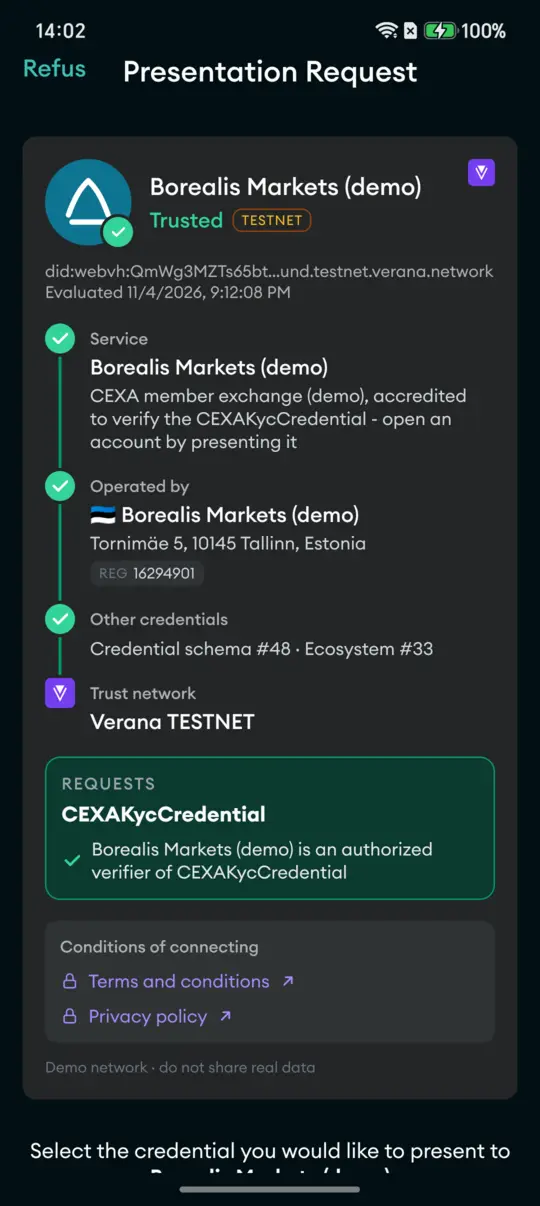 14:02
100%
Refus
Presentation Request
Borealis Markets (demo)
Trusted
TESTNET
did:webvh:QmWg3MZTs65bt...und.testnet.verana.network
Evaluated 11/4/2026, 9:12:08 PM
Service
Borealis Markets (demo)
CEXA member exchange (demo), accredited
to verify the CEXAKycCredential - open an
account by presenting it
Operated by
Borealis Markets (demo)
Tornimäe 5, 10145 Tallinn, Estonia
REG 16294901
Other credentials
Credential schema #48 · Ecosystem #33
Trust network
Verana TESTNET
REQUESTS
CEXAKycCredential
Borealis Markets (demo) is an authorized
verifier of CEXAKycCredential
Conditions of connecting
Terms and conditions
Privacy policy
Demo network · do not share real data
Select the credential you would like to present to